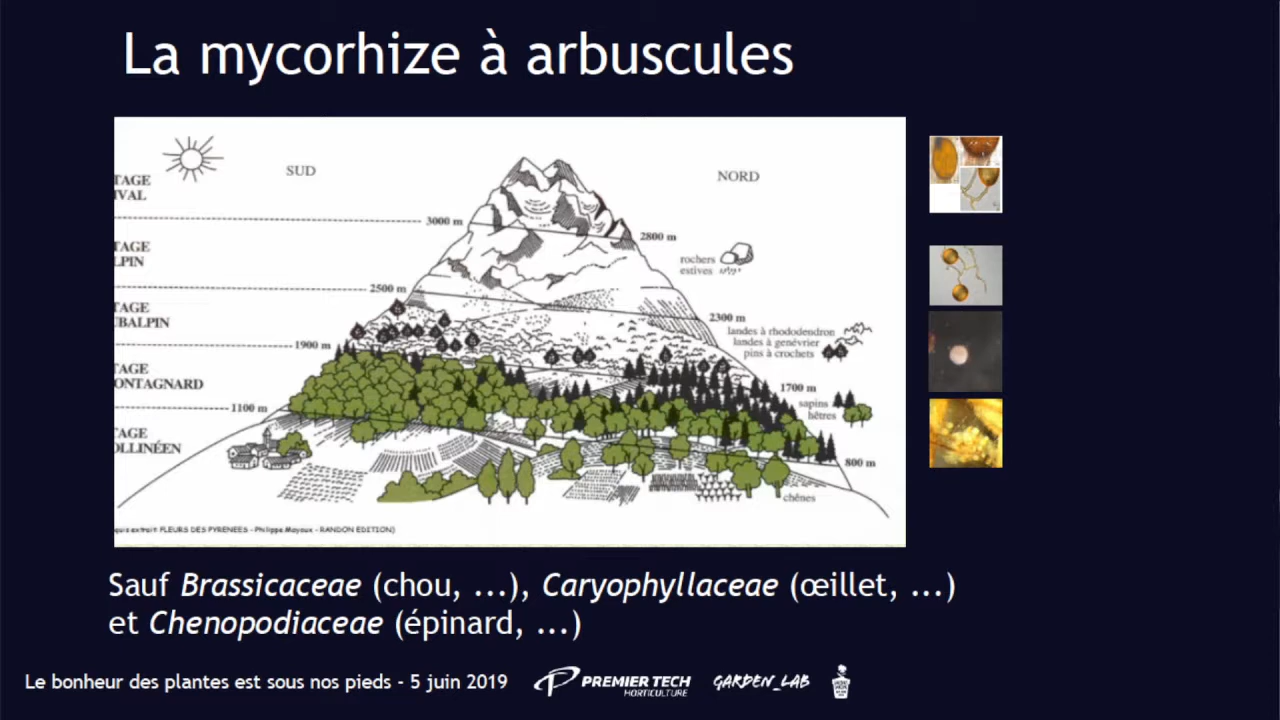 La mycorhize à arbuscules
SUD
NORD
TAGE
IVAL
3000 m
2800 m
TAGE
LPIN
rochers
estives
2500 m
2300 m
TAGE
UBALPIN
landes à rhododendron
landes à genévrier
pins à crochets
1900 m
1700 m
TAGE
ONTAGNARD
sapins
hêtres
1100 m
TAGE
OLLINÉEN
800 m
chênes
quis extrait FLEURS DES PYRENEES - Philippe Mayoux - RANDON EDITION)
Sauf Brassicaceae (chou, ...), Caryophyllaceae (œillet, ...)
et Chenopodiaceae (épinard, ...)
Le bonheur des plantes est sous nos pieds - 5 juin 2019
PREMIER TECH
HORTICULTURE
GARDEN_LAB